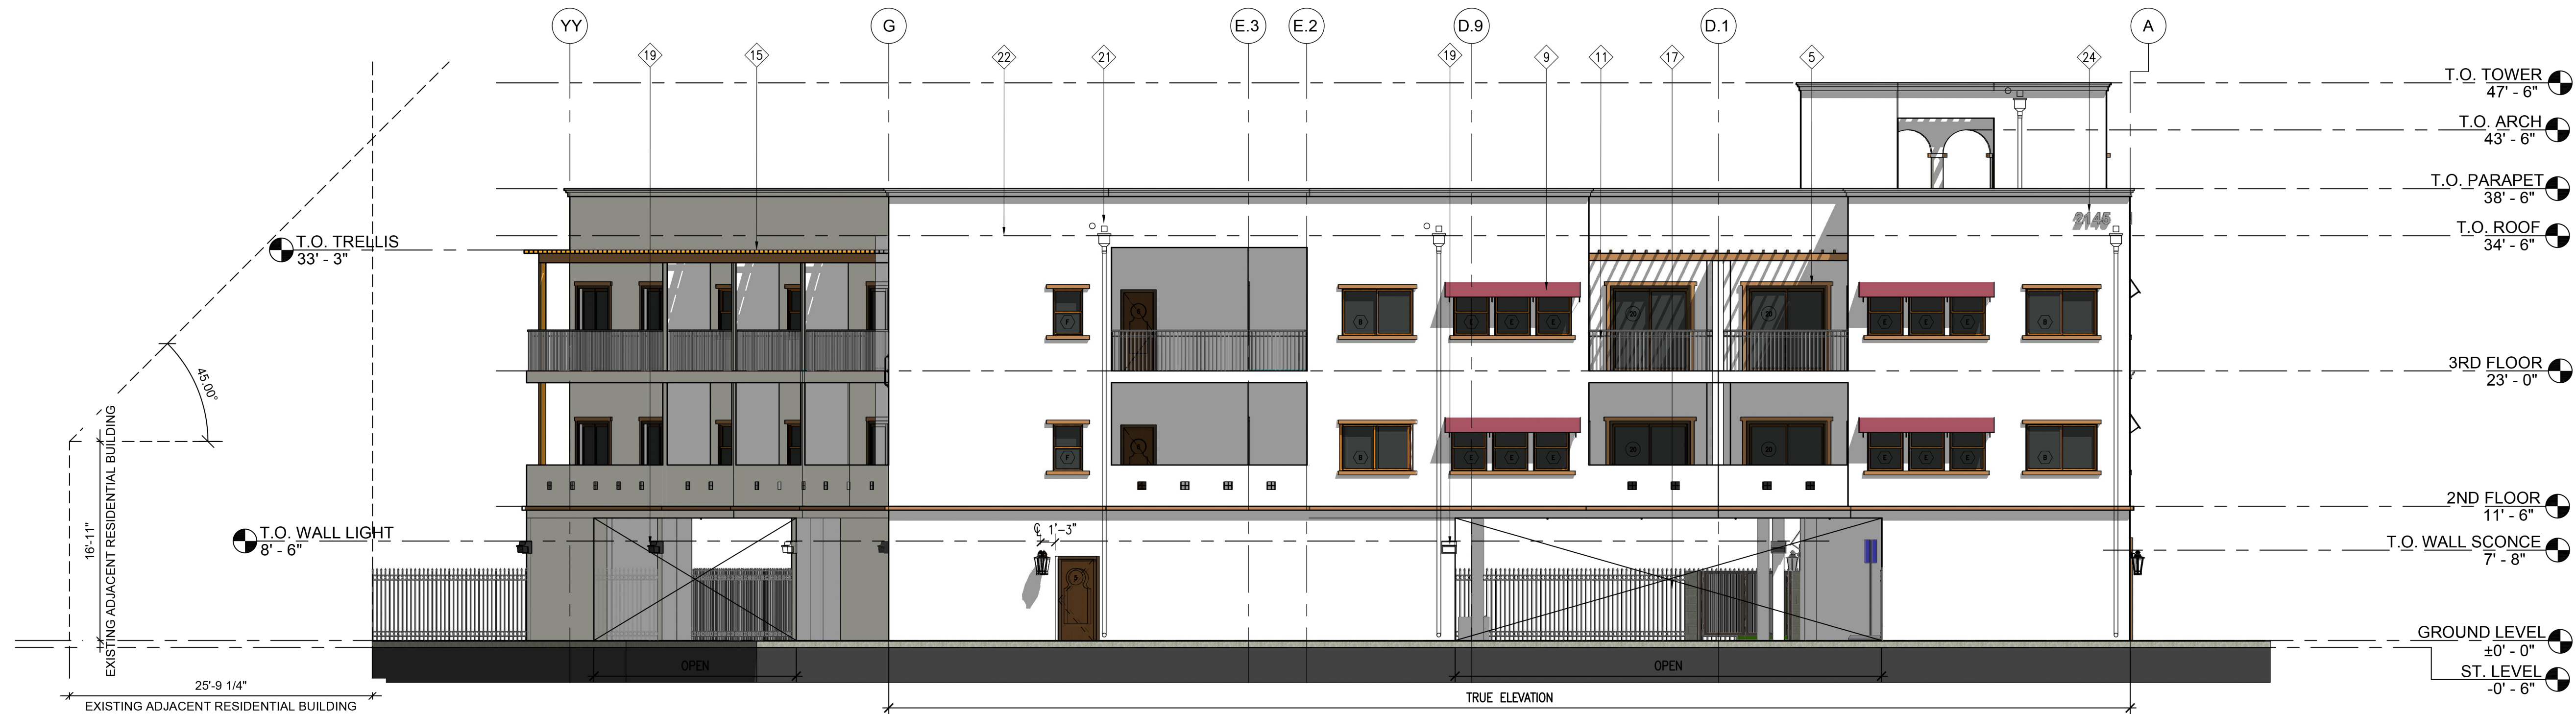 YY
G
E.3
E.2
D.9
D.1
A
19
15
22
21
19
9
11
17
5
24
T.O. TOWER
47' - 6"
T.O. ARCH
43' - 6"
T.O. PARAPET
38' - 6"
2145
T.O. ROOF
34' - 6"
T.O. TRELLIS
33' - 3"
F
B
E
E
E
2D
2D
E
E
E
B
3RD FLOOR
23' - 0"
45.00°
F
B
E
E
E
2D
2D
E
E
E
B
2ND FLOOR
11' - 6"
T.O. WALL LIGHT
8' - 6"
1'-3"
T.O. WALL SCONCE
7' - 8"
16'-11"
EXISTING ADJACENT RESIDENTIAL BUILDING
GROUND LEVEL
±0' - 0"
OPEN
OPEN
ST. LEVEL
-0' - 6"
25'-9 1/4"
EXISTING ADJACENT RESIDENTIAL BUILDING
TRUE ELEVATION